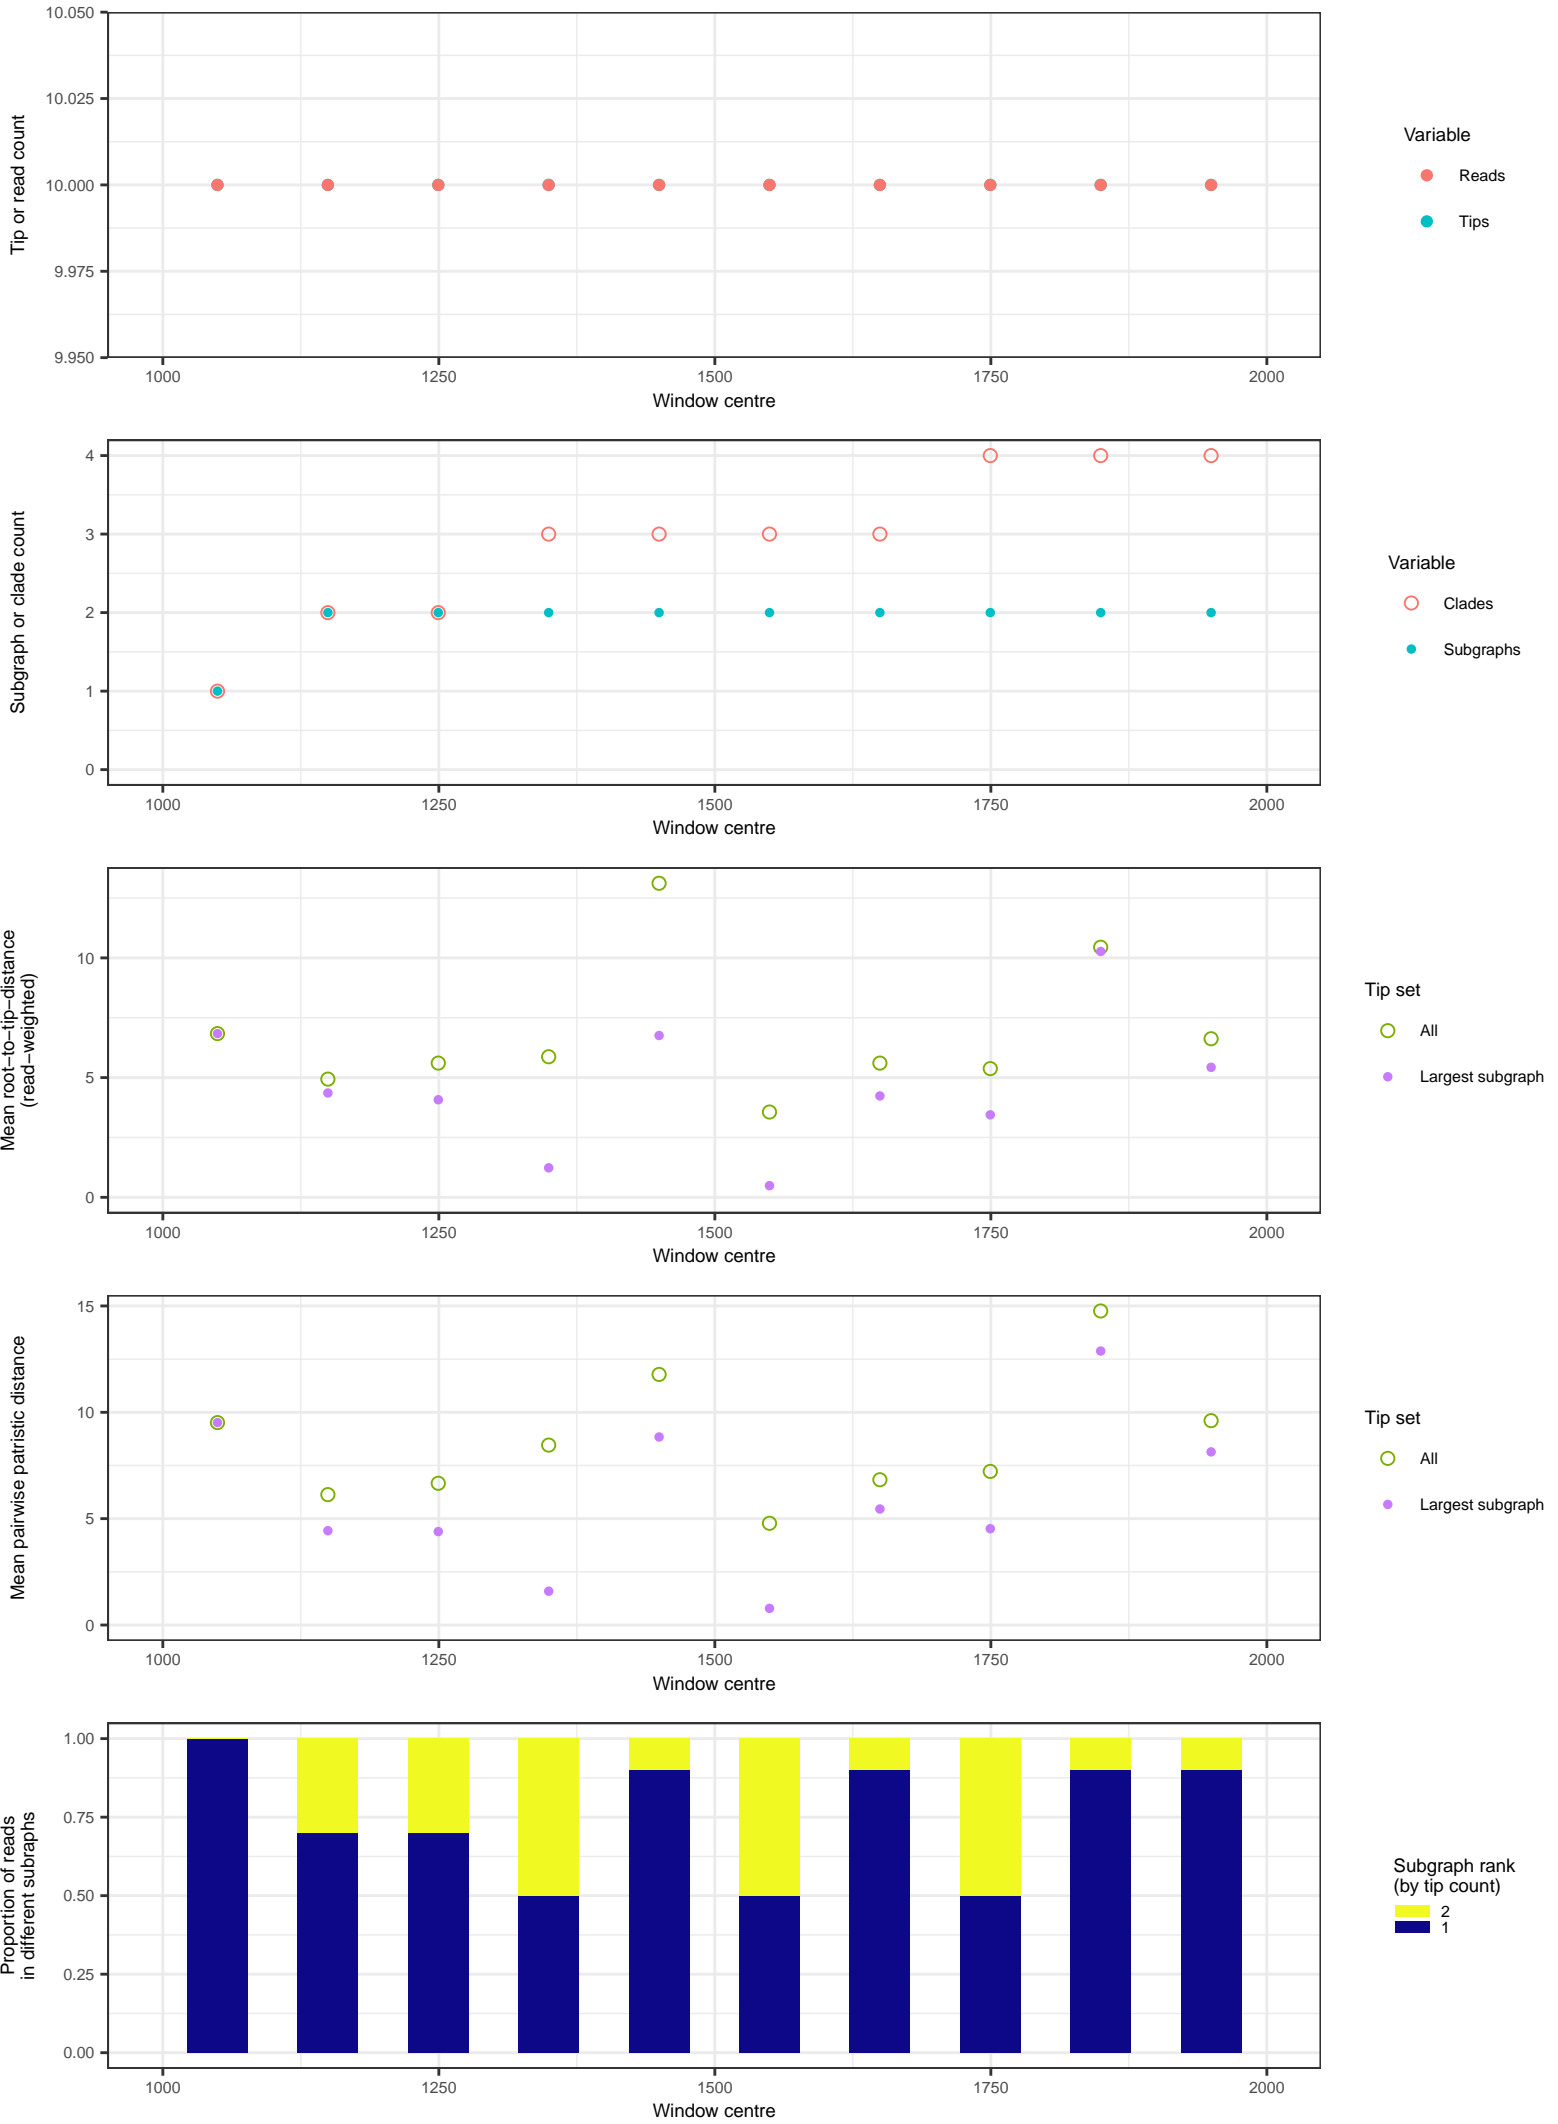 10.050
10.025
10.000
9.975
9.950
Tip or read count
1000 1250 1500 1750 2000
Window centre
Variable
Reads
Tips
4
3
2
1
0
Subgraph or clade count
1000 1250 1500 1750 2000
Window centre
Variable
Clades
Subgraphs
10
5
0
Mean root−to−tip−distance
(read−weighted)
1000 1250 1500 1750 2000
Window centre
Tip set
All
Largest subgraph
15
10
5
0
Mean pairwise patristic distance
1000 1250 1500 1750 2000
Window centre
Tip set
All
Largest subgraph
1.00
0.75
0.50
0.25
0.00
Proportion of reads
in different subraphs
1000 1250 1500 1750 2000
Window centre
Subgraph rank
(by tip count)
2
1